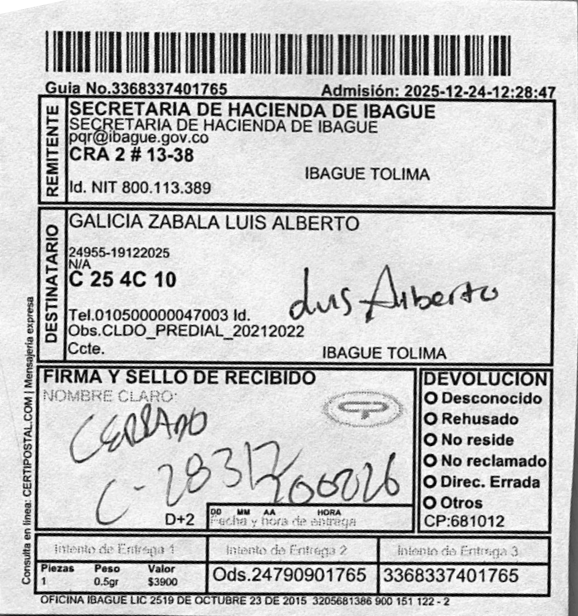 Guia No.3368337401765 Admisión: 2025-12-24-12:28:47
REMITENTE
SECRETARIA DE HACIENDA DE IBAGUE
SECRETARIA DE HACIENDA DE IBAGUE
pqr@ibague.gov.co
CRA 2 # 13-38
IBAGUE TOLIMA
Id. NIT 800.113.389
DESTINATARIO
GALICIA ZABALA LUIS ALBERTO
24955-19122025
N/A
C 25 4C 10
Luis Alberto
Tel.010500000047003 Id.
Obs.CLDO_PREDIAL_20212022
Ccte.
IBAGUE TOLIMA
FIRMA Y SELLO DE RECIBIDO
NOMBRE CLARO:
CERRADO
D+2
DD MM AA HORA
Fecha y hora de entrega
DEVOLUCIÓN
Desconocido
Rehusado
No reside
No reclamado
Direc. Errada
Otros
CP:681012
Intento de Entrega 1 Intento de Entrega 2 Intento de Entrega 3
Piezas Peso Valor
1 0.5gr $3900
Ods.24790901765 3368337401765
OFICINA IBAGUE LIC 2519 DE OCTUBRE 23 DE 2015 3205681386 900 151 122 - 2
Consulta en línea: CERTIPOSTAL.COM | Mensajería expresa